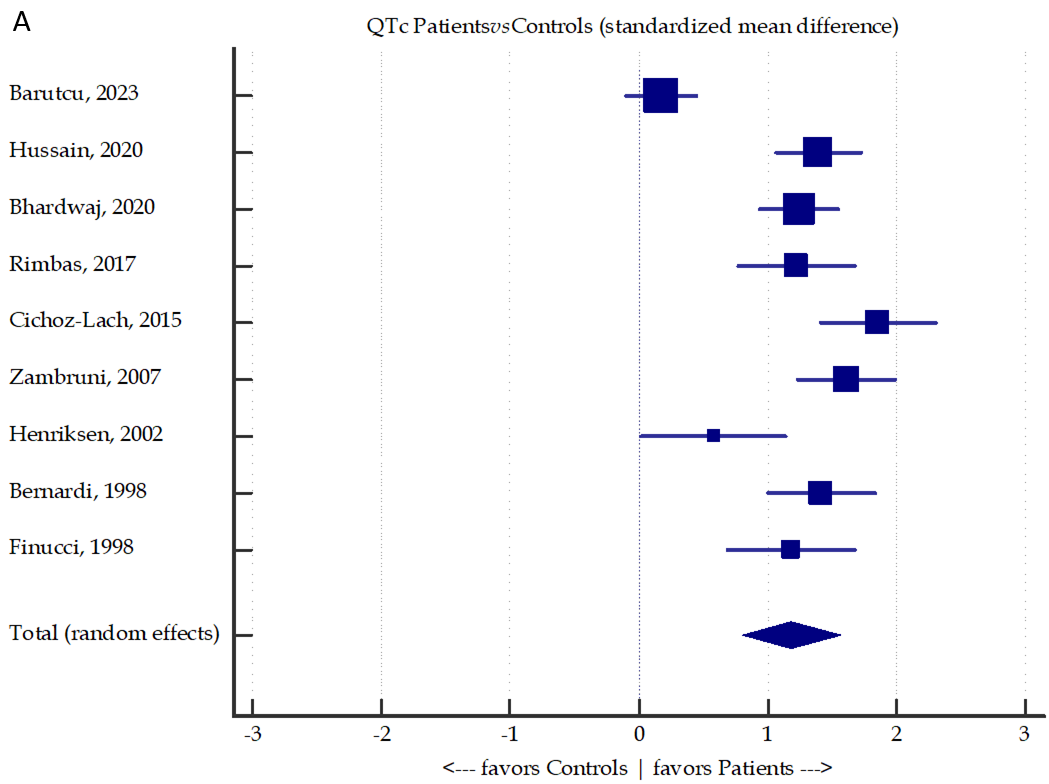 A
QTc Patients vs Controls (standardized mean difference)
Barutcu, 2023
Hussain, 2020
Bhardwaj, 2020
Rimbas, 2017
Cichoz-Lach, 2015
Zambruni, 2007
Henriksen, 2002
Bernardi, 1998
Finucci, 1998
Total (random effects)
-3 -2 -1 0 1 2 3
<--- favors Controls | favors Patients --->